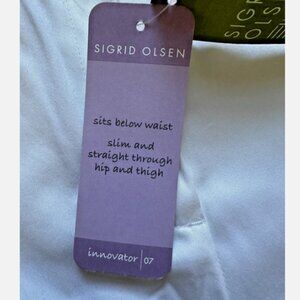 SIGRID OLSEN
sits below waist
slim and
straight through
hip and thigh
innovator | 07